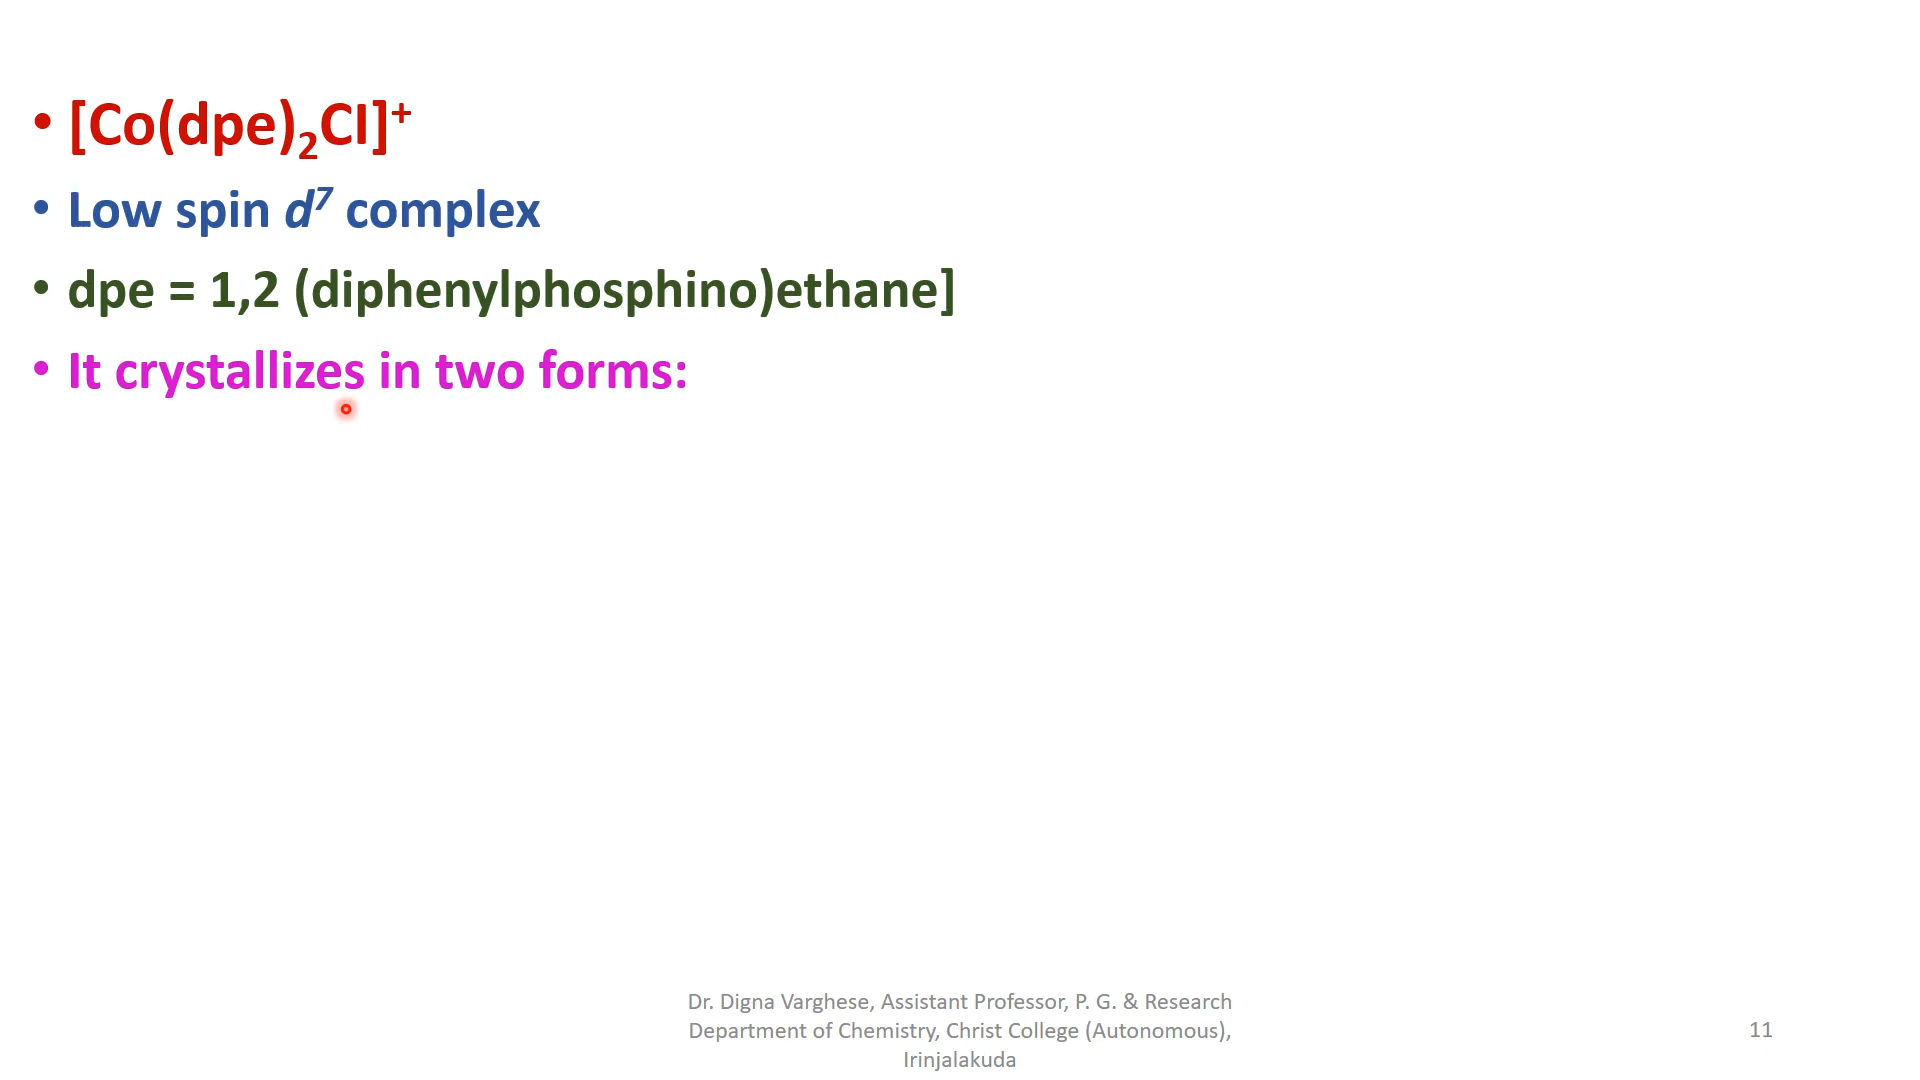 • [Co(dpe)₂Cl]⁺
• Low spin d⁷ complex
• dpe = 1,2 (diphenylphosphino)ethane]
• It crystallizes in two forms:
Dr. Digna Varghese, Assistant Professor, P. G. & Research
Department of Chemistry, Christ College (Autonomous),
Irinjalakuda
11